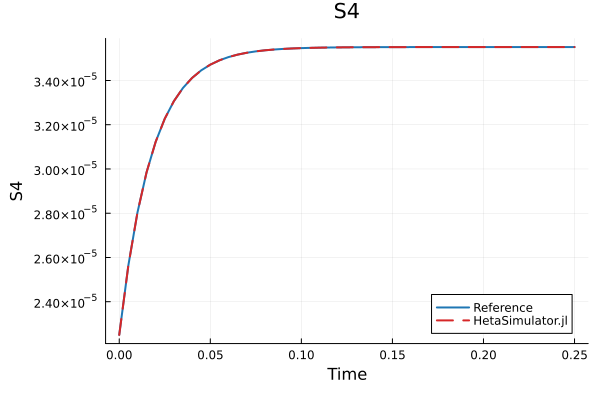 S4
3.40×10⁻⁵
3.20×10⁻⁵
3.00×10⁻⁵
2.80×10⁻⁵
2.60×10⁻⁵
2.40×10⁻⁵
S4
Reference
HetaSimulator.jl
0.00 0.05 0.10 0.15 0.20 0.25
Time